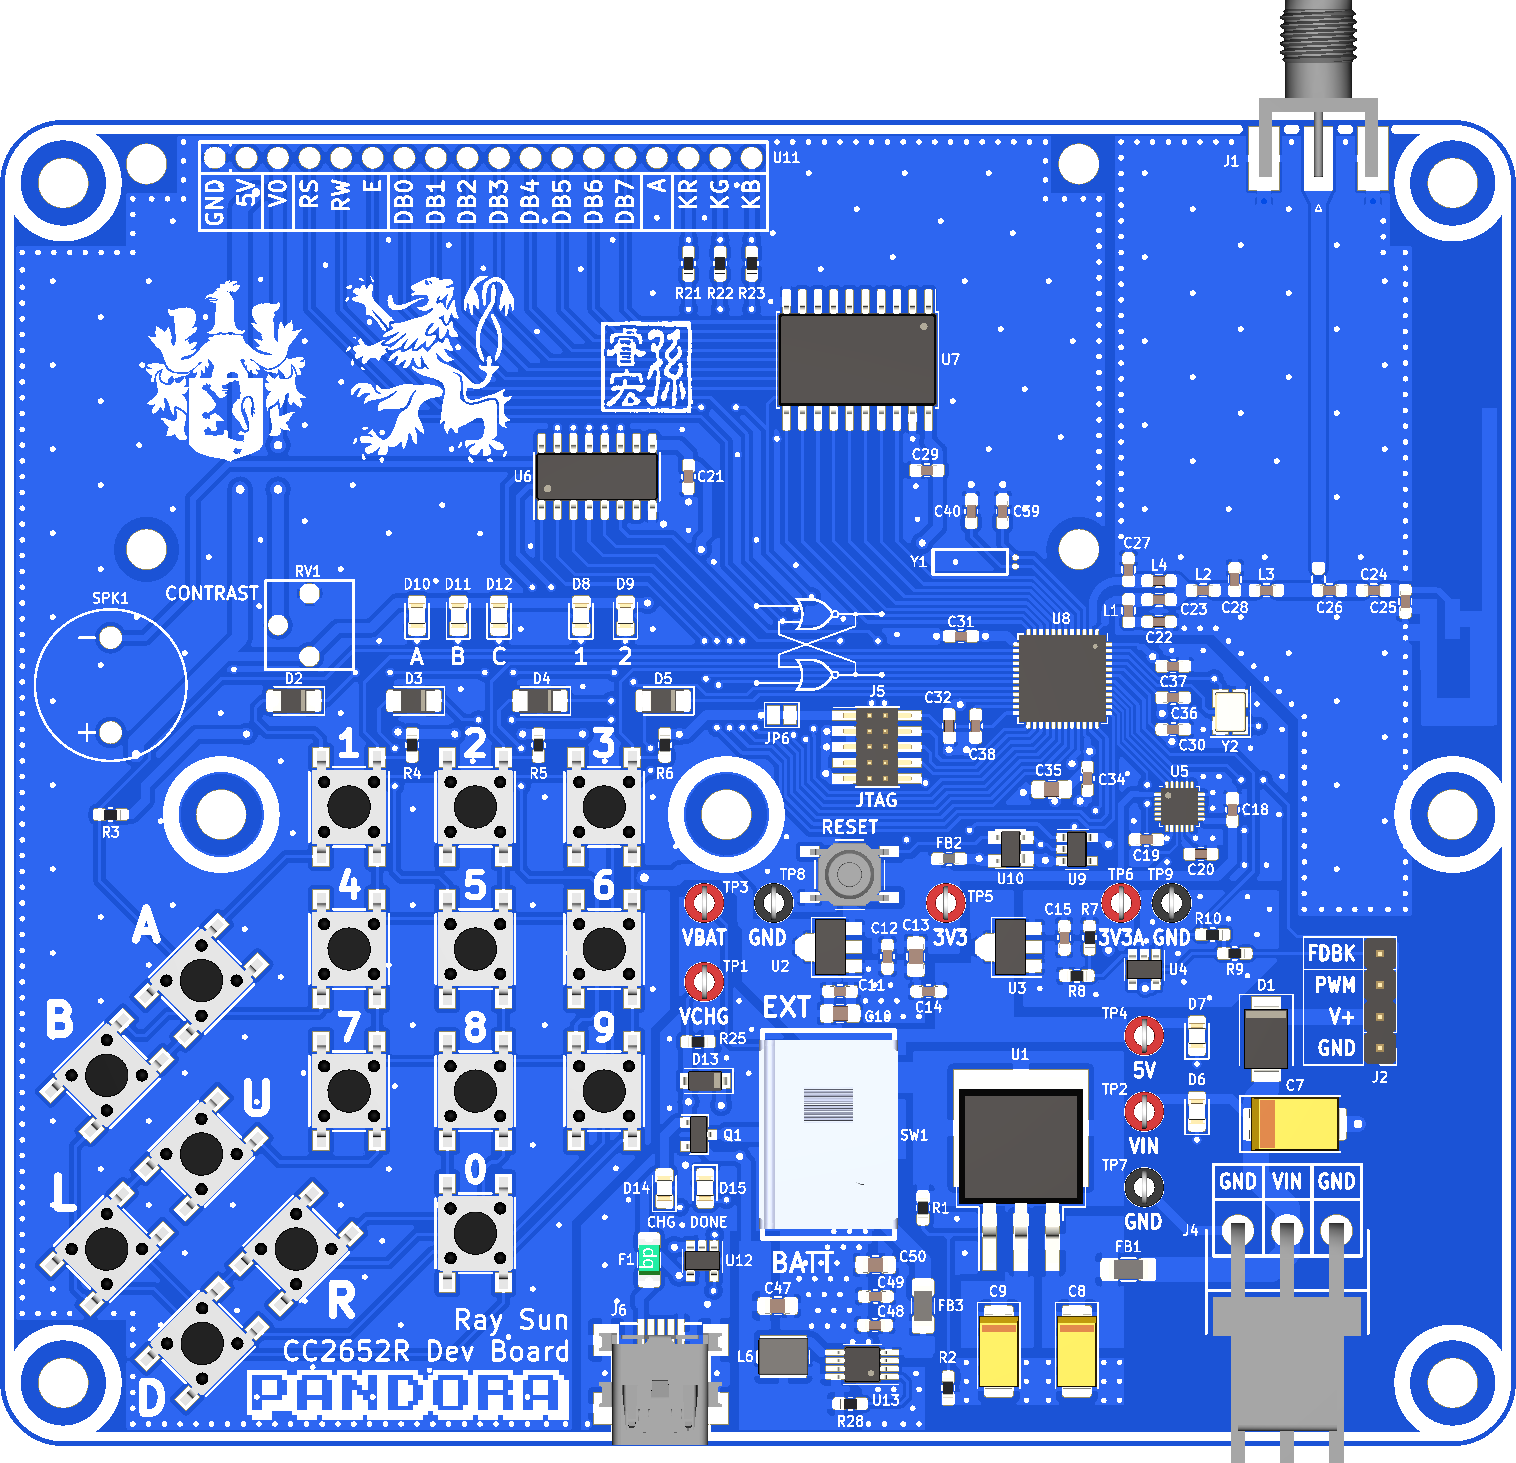 J1
U11
GND 5V V0 RS RW E DB0 DB1 DB2 DB3 DB4 DB5 DB6 DB7 A KR KG KB
R21 R22 R23
睿宏 孫
U7
U6
C21
C29
C40 C59
Y1
C27
L4
L2
L3
C24
L1
C23
C28
C26
C25
C22
RV1
CONTRAST
SPK1
D10 D11 D12 D8 D9
A B C 1 2
C31
U8
C37
C36
C30
Y2
D2 D3 D4 D5
J5
JP6
JTAG
C32
C38
C35
C34
U5
C18
C19
C20
1 2 3
R4 R5 R6
R3
RESET
FB2
U10
U9
4 5 6
TP3
VBAT
TP8
GND
TP5
3V3
TP6
3V3A
TP9
GND
C15 R7
R10
R9
R8
U4
U2
C12 C13
C11
C14
U3
C10
TP1
VCHG
EXT
R25
D13
A
B
7 8 9
U
FDBK
PWM
V+
GND
J2
D1
D7
TP4
5V
D6
TP2
VIN
TP7
GND
C7
U1
Q1
SW1
0
D14 D15
CHG DONE
F1
U12
BATT
R1
FB1
GND VIN GND
J4
L
R
D
C50
C49
C48
C47
FB3
C9 C8
J6
L6
U13
R28
R2
Ray Sun
CC2652R Dev Board
PANDORA